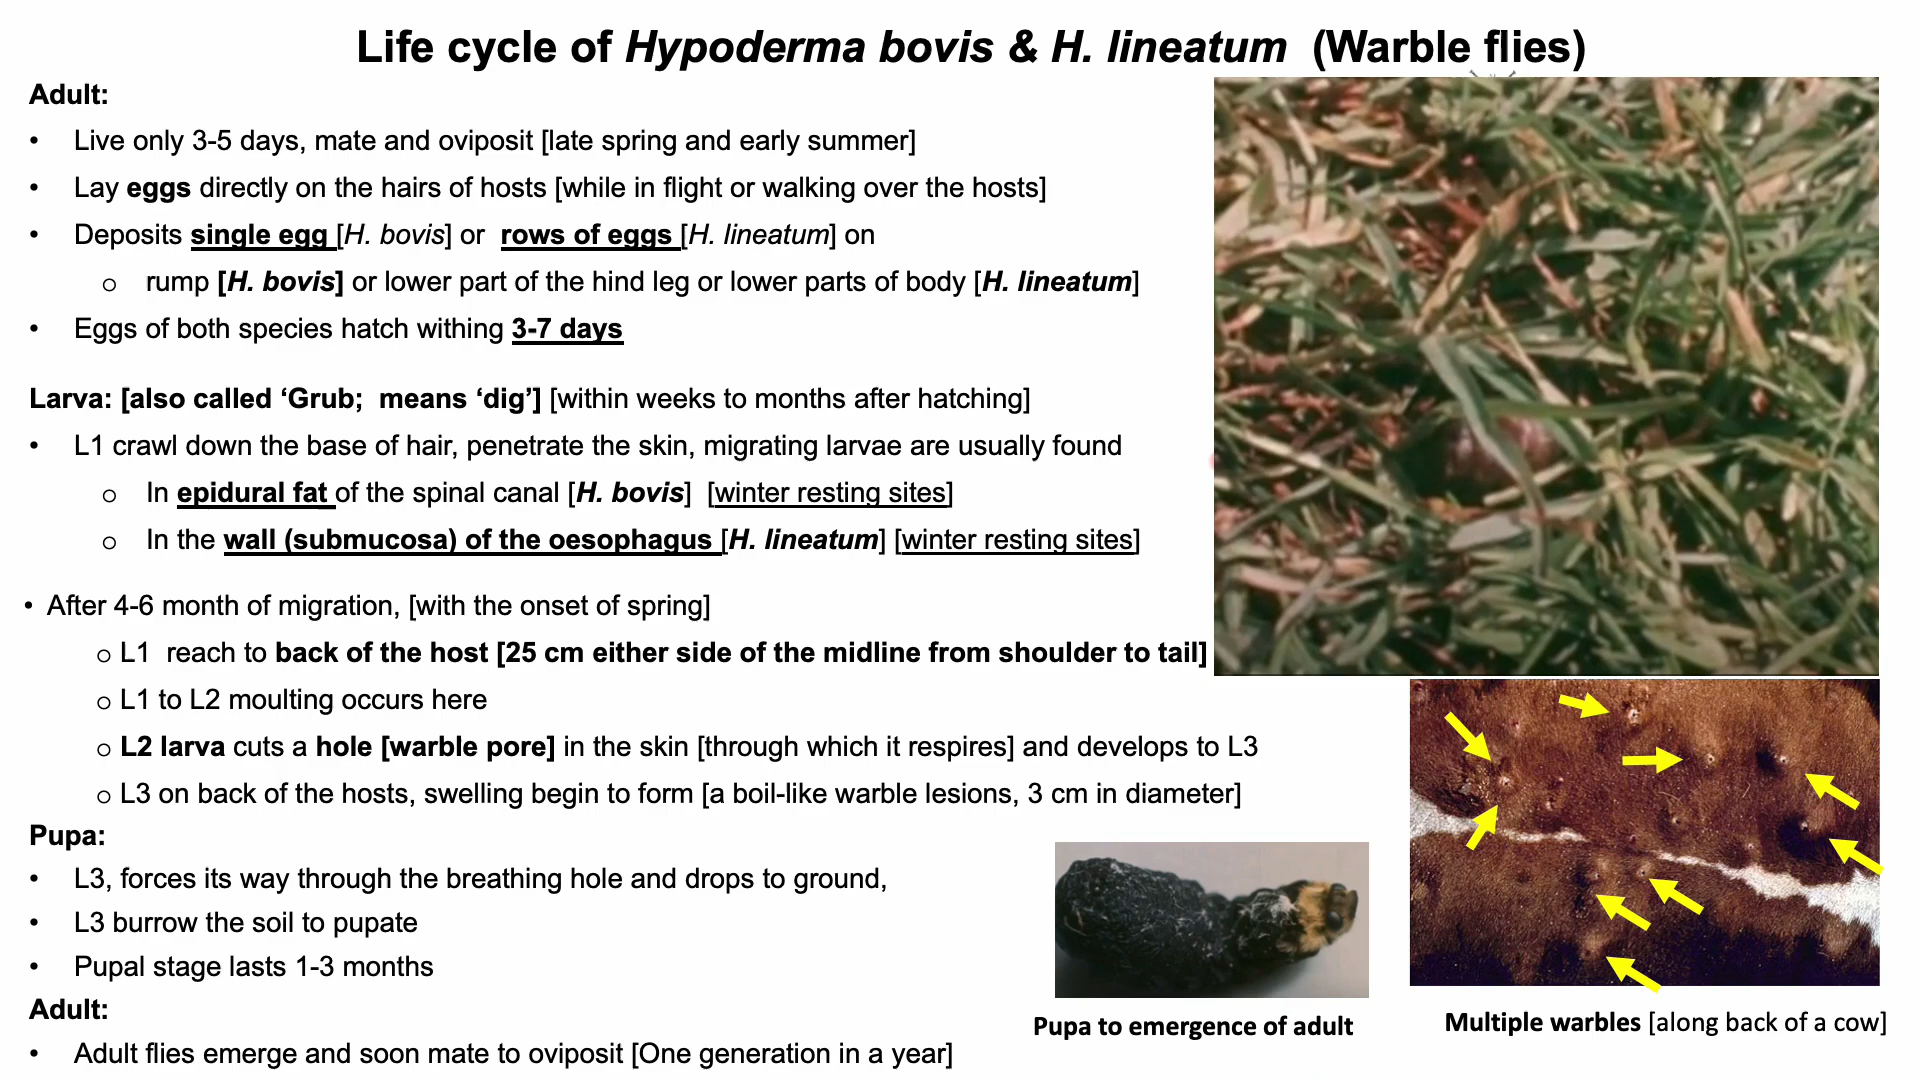 Life cycle of Hypoderma bovis & H. lineatum (Warble flies)
Adult:
• Live only 3-5 days, mate and oviposit [late spring and early summer]
• Lay eggs directly on the hairs of hosts [while in flight or walking over the hosts]
• Deposits single egg [H. bovis] or rows of eggs [H. lineatum] on
o rump [H. bovis] or lower part of the hind leg or lower parts of body [H. lineatum]
• Eggs of both species hatch withing 3-7 days
Larva: [also called ‘Grub; means ‘dig’] [within weeks to months after hatching]
• L1 crawl down the base of hair, penetrate the skin, migrating larvae are usually found
o In epidural fat of the spinal canal [H. bovis] [winter resting sites]
o In the wall (submucosa) of the oesophagus [H. lineatum] [winter resting sites]
• After 4-6 month of migration, [with the onset of spring]
o L1 reach to back of the host [25 cm either side of the midline from shoulder to tail]
o L1 to L2 moulting occurs here
o L2 larva cuts a hole [warble pore] in the skin [through which it respires] and develops to L3
o L3 on back of the hosts, swelling begin to form [a boil-like warble lesions, 3 cm in diameter]
Pupa:
• L3, forces its way through the breathing hole and drops to ground,
• L3 burrow the soil to pupate
• Pupal stage lasts 1-3 months
Adult:
• Adult flies emerge and soon mate to oviposit [One generation in a year]
Pupa to emergence of adult
Multiple warbles [along back of a cow]